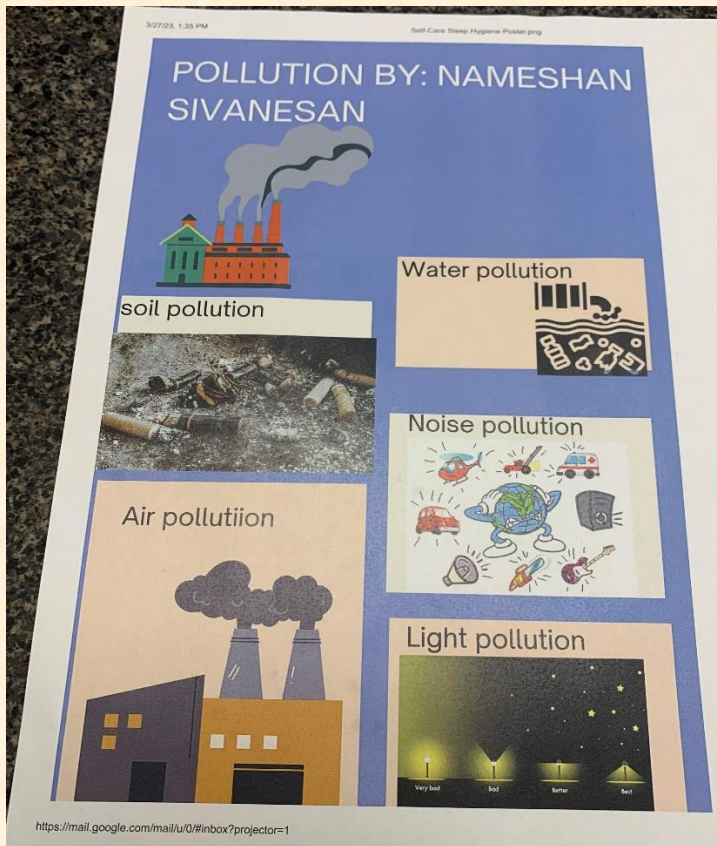 3/27/23, 1:35 PM
Self-Care Sleep Hygiene Poster.png
POLLUTION BY: NAMESHAN
SIVANESAN
Water pollution
soil pollution
Noise pollution
Air pollutiion
Light pollution
Very bad
Bad
Better
Best
https://mail.google.com/mail/u/0/#inbox?projector=1